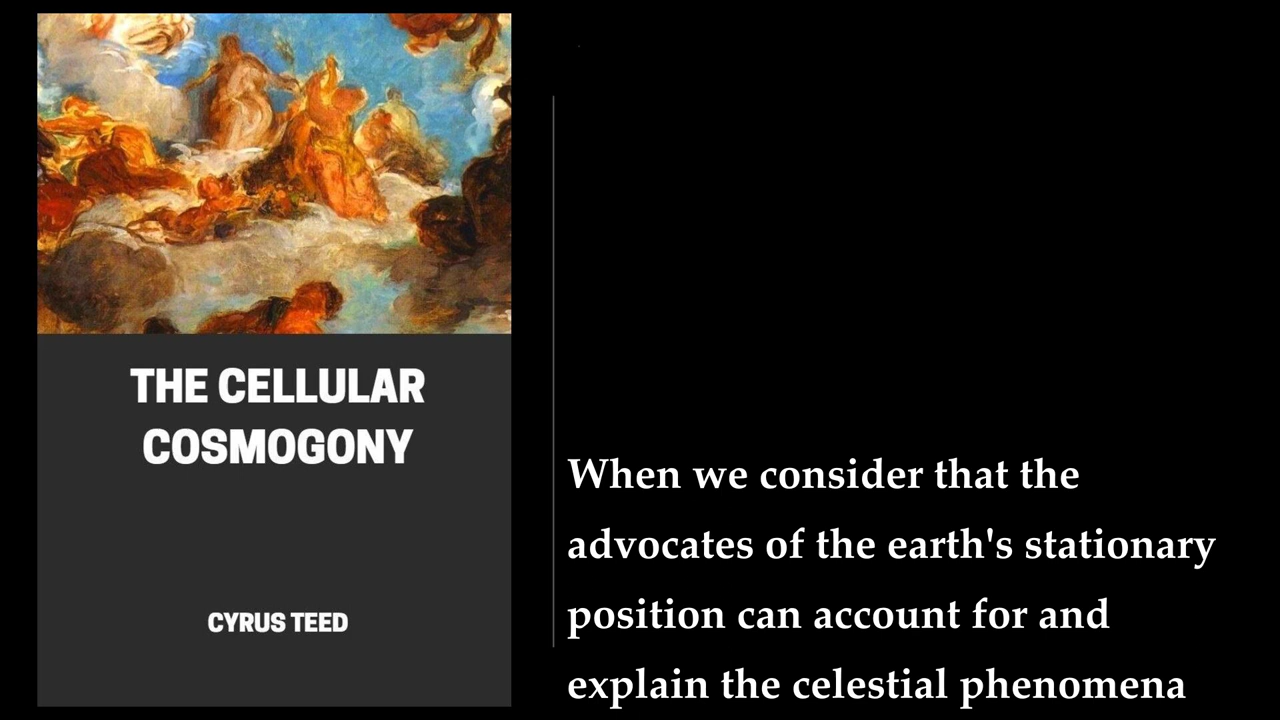 THE CELLULAR
COSMOGONY
CYRUS TEED
When we consider that the
advocates of the earth's stationary
position can account for and
explain the celestial phenomena